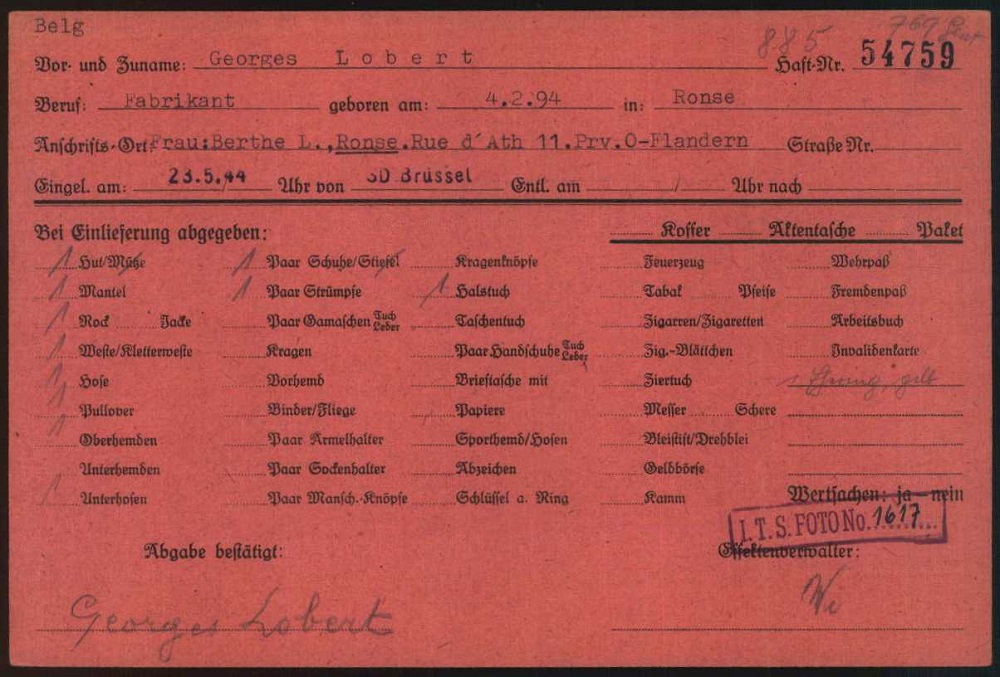 Belg
885
Vor- und Zuname: Georges Lobert Haft-Nr. 54759
Beruf: Fabrikant geboren am: 4.2.94 in: Ronse
Anschrifts-Ort: Frau:Berthe L.,Ronse.Rue d´Ath 11.Prv.O-Flandern Straße Nr.
Eingel. am: 23.5.44 Uhr von SD Brüssel Entl. am / Uhr nach
Bei Einlieferung abgegeben: Koffer Aktentasche Paket
1 Hut/Mütze 1 Paar Schuhe/Stiefel Kragenknöpfe Feuerzeug Wehrpaß
1 Mantel 1 Paar Strümpfe 1 Halstuch Tabak Pfeife Fremdenpaß
1 Rock Jacke Paar Gamaschen Tuch Leder Taschentuch Zigarren/Zigaretten Arbeitsbuch
1 Weste/Kletterweste Kragen Paar Handschuhe Tuch Leder Zig.-Blättchen Invalidenkarte
1 Hose Vorhemd Brieftasche mit Ziertuch gelb
1 Pullover Binder/Fliege Papiere Messer Schere
1 Oberhemden Paar Armelhalter Sporthemd/Hosen Bleistift/Drehblei
Unterhemden Paar Sockenhalter Abzeichen Geldbörse
1 Unterhosen Paar Mansch.-Knöpfe Schlüssel a. Ring Kamm Wertsachen: ja - nein
I.T.S. FOTO No. 1617
Abgabe bestätigt: Effektenverwalter:
Georges Lobert Wi